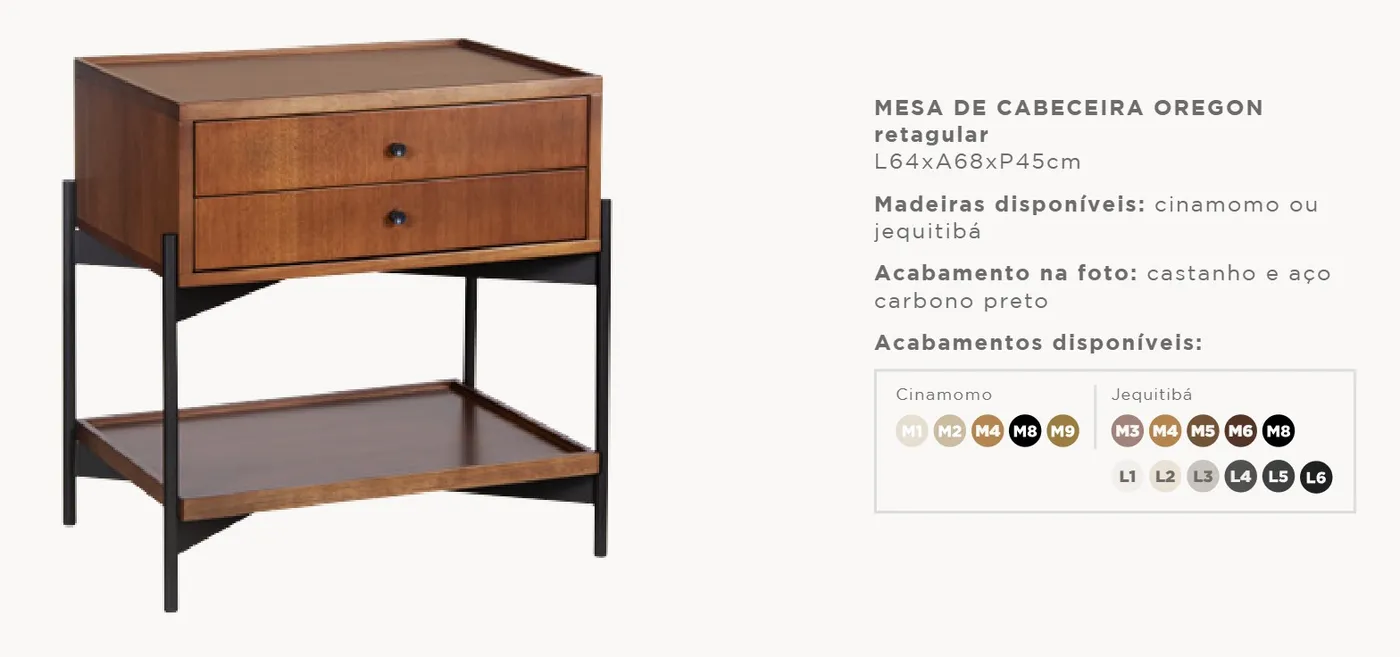 MESA DE CABECEIRA OREGON
retagular
L64xA68xP45cm
Madeiras disponíveis: cinamomo ou
jequitibá
Acabamento na foto: castanho e aço
carbono preto
Acabamentos disponíveis:
Cinamomo
M1 M2 M4 M8 M9
Jequitibá
M3 M4 M5 M6 M8
L1 L2 L3 L4 L5 L6